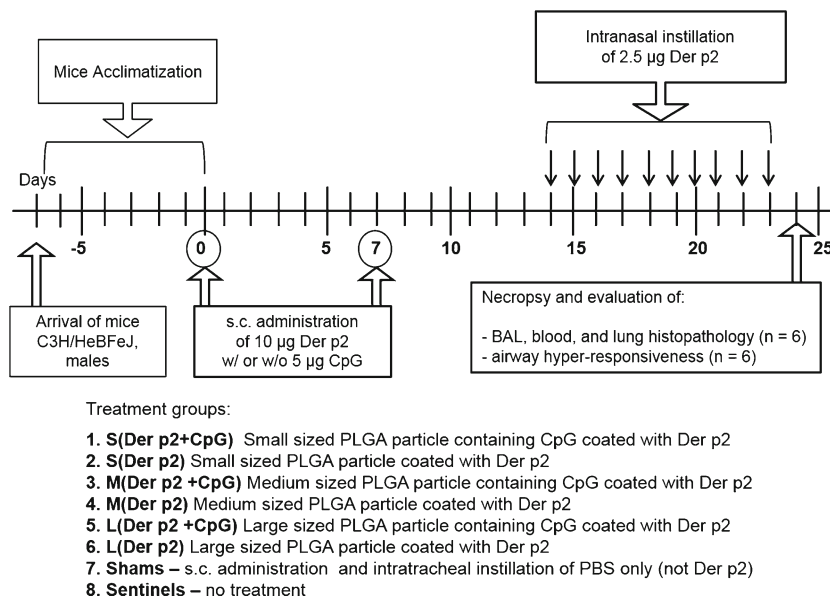 Mice Acclimatization
Intranasal instillation
of 2.5 µg Der p2
Days
-5
0
5
7
10
15
20
25
Arrival of mice
C3H/HeBFeJ,
males
s.c. administration
of 10 µg Der p2
w/ or w/o 5 µg CpG
Necropsy and evaluation of:
- BAL, blood, and lung histopathology (n = 6)
- airway hyper-responsiveness (n = 6)
Treatment groups:
1. S(Der p2+CpG) Small sized PLGA particle containing CpG coated with Der p2
2. S(Der p2) Small sized PLGA particle coated with Der p2
3. M(Der p2 +CpG) Medium sized PLGA particle containing CpG coated with Der p2
4. M(Der p2) Medium sized PLGA particle coated with Der p2
5. L(Der p2 +CpG) Large sized PLGA particle containing CpG coated with Der p2
6. L(Der p2) Large sized PLGA particle coated with Der p2
7. Shams – s.c. administration and intratracheal instillation of PBS only (not Der p2)
8. Sentinels – no treatment